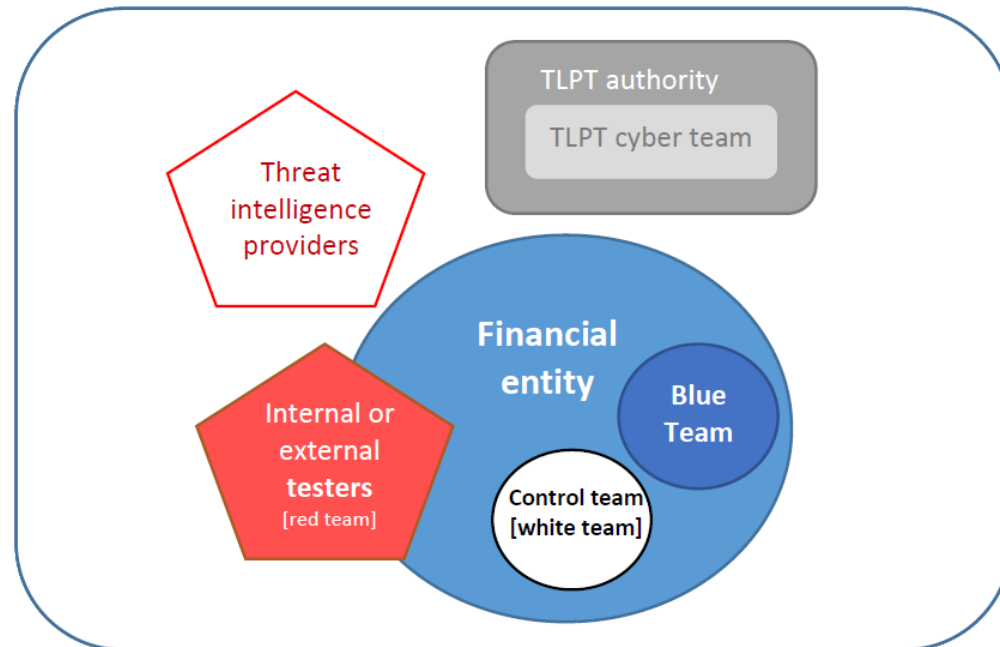 TLPT authority
TLPT cyber team
Threat
intelligence
providers
Financial
entity
Blue
Team
Internal or
external
testers
[red team]
Control team
[white team]